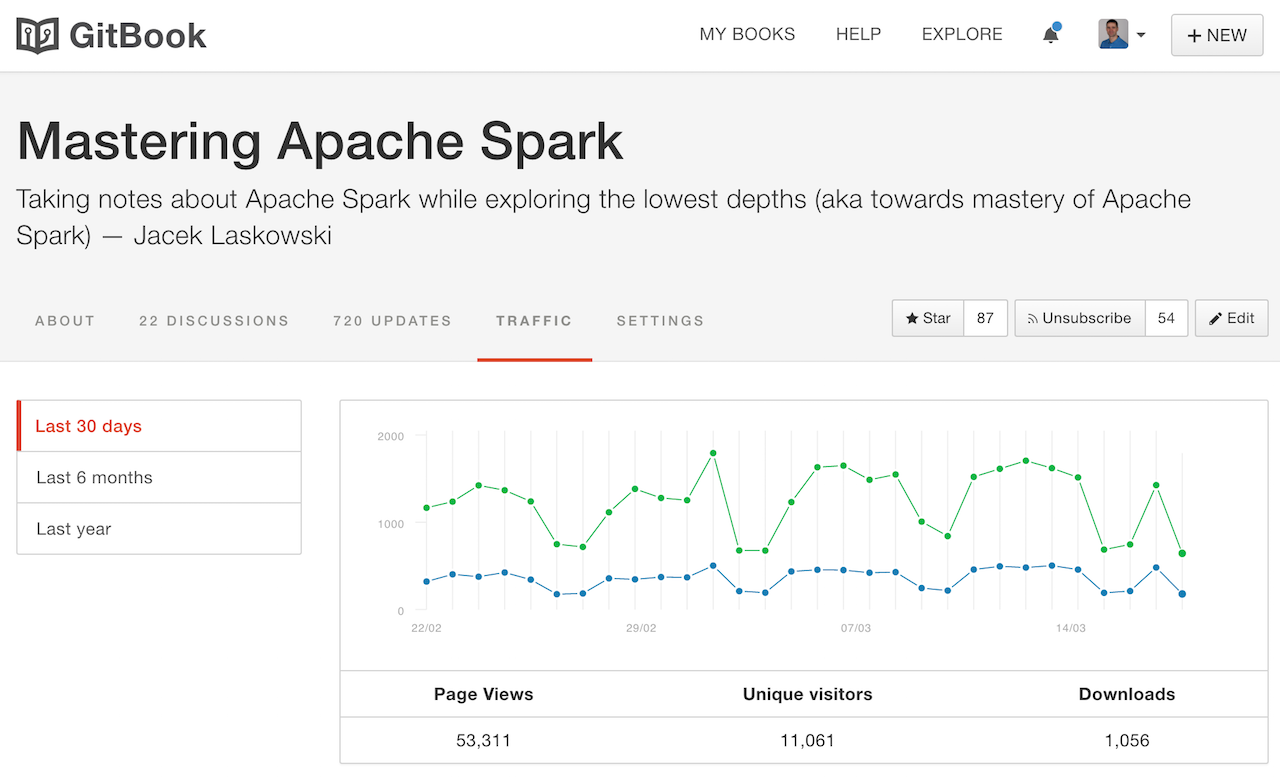 GitBook
MY BOOKS
HELP
EXPLORE
+ NEW
Mastering Apache Spark
Taking notes about Apache Spark while exploring the lowest depths (aka towards mastery of Apache
Spark) — Jacek Laskowski
ABOUT
22 DISCUSSIONS
720 UPDATES
TRAFFIC
SETTINGS
Star 87
Unsubscribe 54
Edit
Last 30 days
Last 6 months
Last year
2000
1000
0
22/02 29/02 07/03 14/03
Page Views Unique visitors Downloads
53,311 11,061 1,056